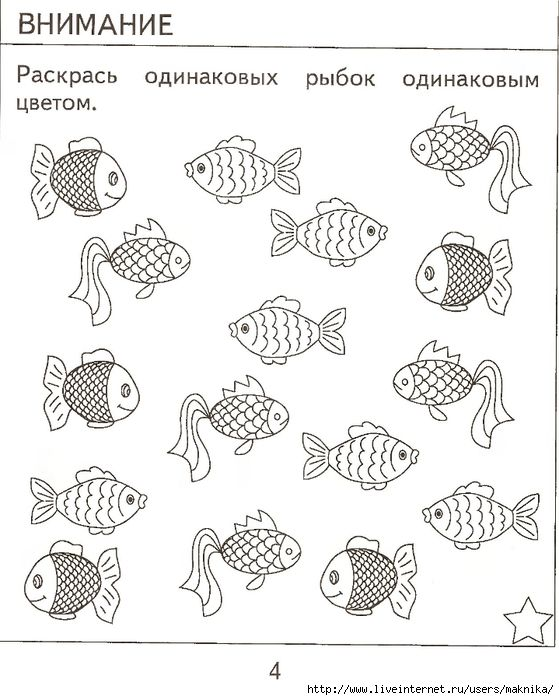 ВНИМАНИЕ
Раскрась одинаковых рыбок одинаковым
цветом.
4
http://www.liveinternet.ru/users/maknika/